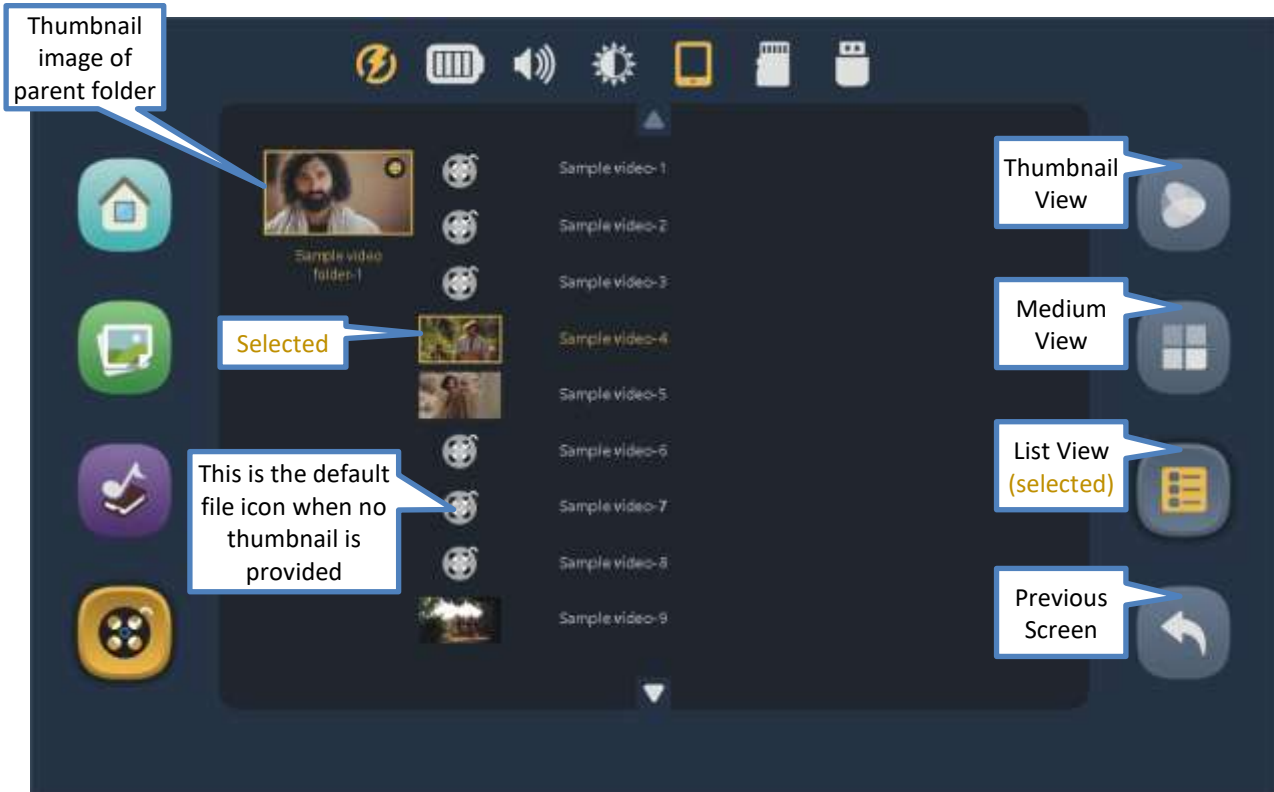 Thumbnail
image of
parent folder
Sample video
folder-1
Sample video-1
Sample video-2
Sample video-3
Selected
Sample video-4
Sample video-5
Sample video-6
This is the default
file icon when no
thumbnail is
provided
Sample video-7
Sample video-8
Sample video-9
Thumbnail
View
Medium
View
List View
(selected)
Previous
Screen